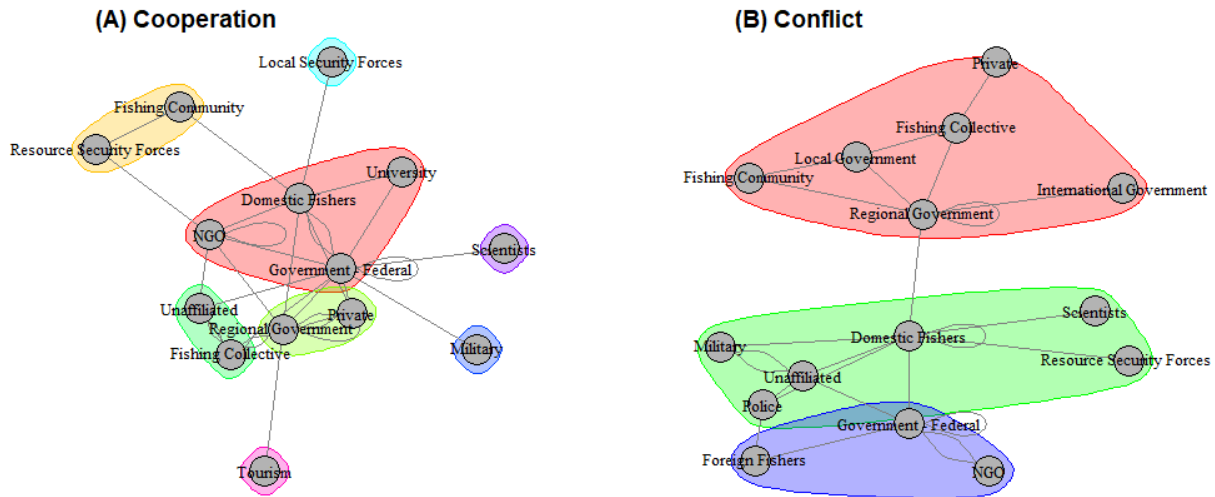 (A) Cooperation
Local Security Forces
Fishing Community
Resource Security Forces
University
Domestic Fishers
NGO
Scientists
Government - Federal
Unaffiliated
Private
Regional Government
Military
Fishing Collective
Tourism
(B) Conflict
Private
Fishing Collective
Local Government
Fishing Community
International Government
Regional Government
Scientists
Domestic Fishers
Military
Resource Security Forces
Unaffiliated
Police
Government - Federal
Foreign Fishers
NGO